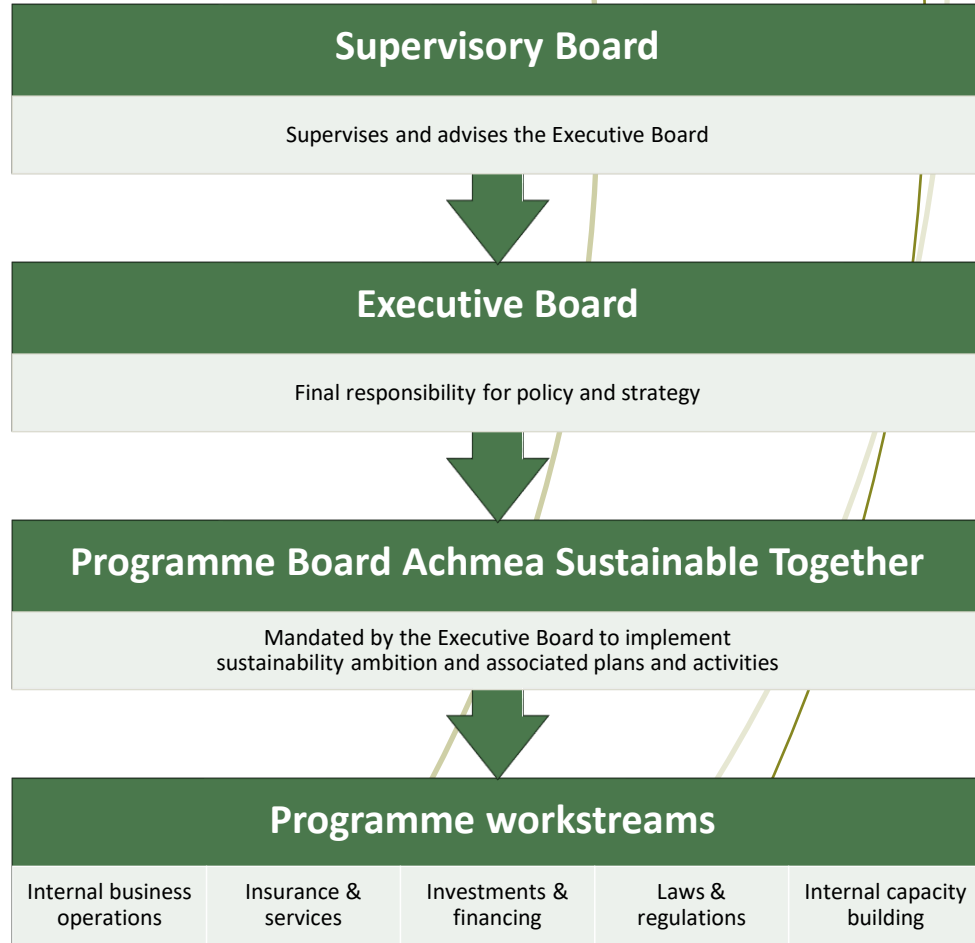 Supervisory Board
Supervises and advises the Executive Board
Executive Board
Final responsibility for policy and strategy
Programme Board Achmea Sustainable Together
Mandated by the Executive Board to implement
sustainability ambition and associated plans and activities
Programme workstreams
Internal business
operations
Insurance &
services
Investments &
financing
Laws &
regulations
Internal capacity
building